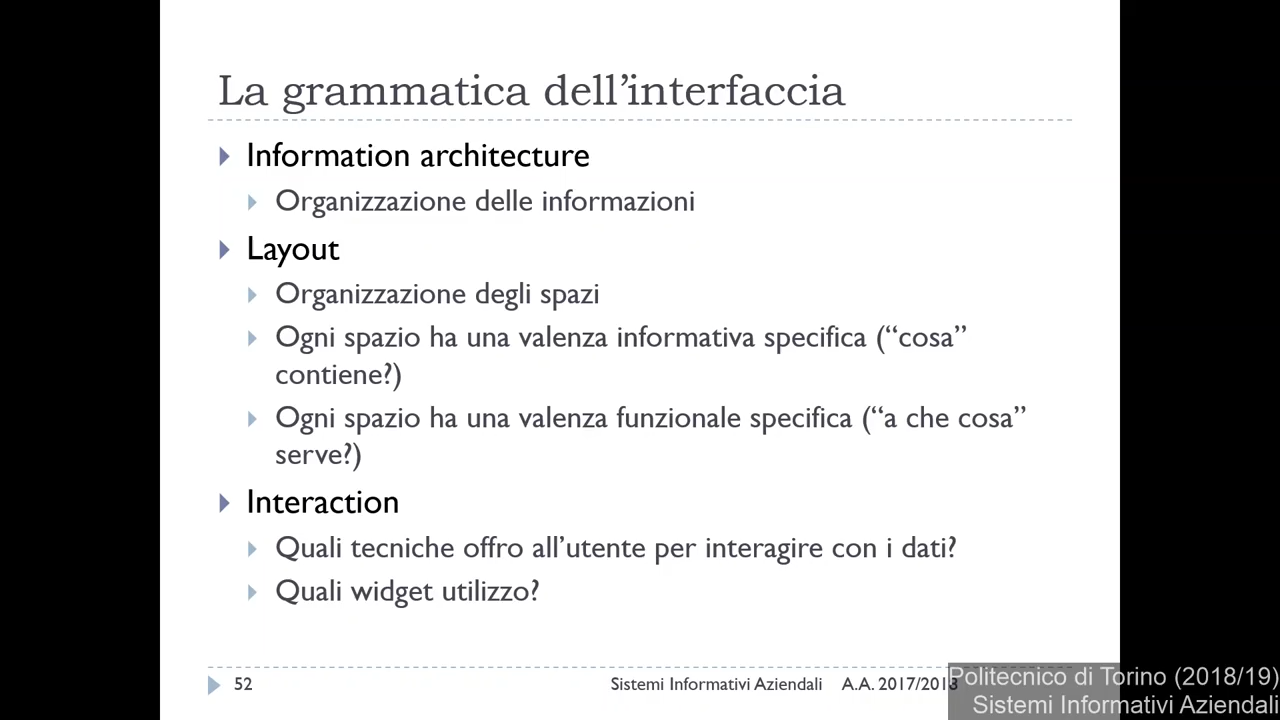 La grammatica dell’interfaccia
Information architecture
Organizzazione delle informazioni
Layout
Organizzazione degli spazi
Ogni spazio ha una valenza informativa specifica (“cosa”
contiene?)
Ogni spazio ha una valenza funzionale specifica (“a che cosa”
serve?)
Interaction
Quali tecniche offro all’utente per interagire con i dati?
Quali widget utilizzo?
52
Sistemi Informativi Aziendali A.A. 2017/2018
Politecnico di Torino (2018/19)
Sistemi Informativi Aziendali